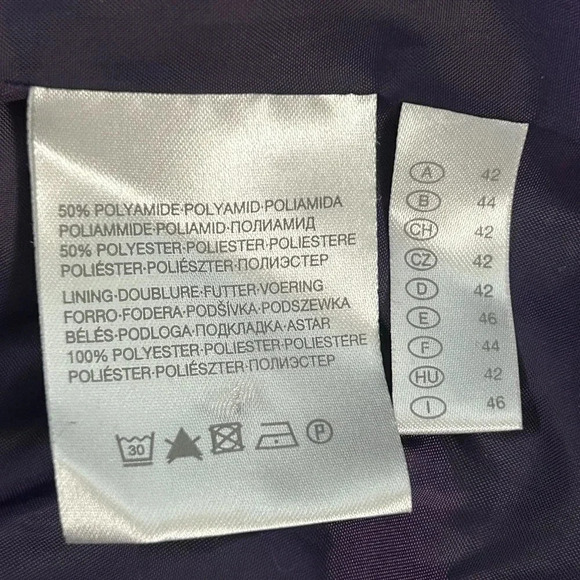 50% POLYAMIDE·POLYAMID·POLIAMIDA
POLIAMMIDE·POLIAMID·ПОЛИАМИД
50% POLYESTER·POLIESTER·POLIESTERE
POLIÉSTER·POLIÉSZTER·ПОЛИЭСТЕР
LINING·DOUBLURE·FUTTER·VOERING
FORRO·FODERA·PODŠÍVKA·PODSZEWKA
BÉLÉS·PODLOGA·ПОДКЛАДКА·ASTAR
100% POLYESTER·POLIESTER·POLIESTERE
POLIÉSTER·POLIÉSZTER·ПОЛИЭСТЕР
30 P
A 42
B 44
CH 42
CZ 42
D 42
E 46
F 44
HU 42
I 46